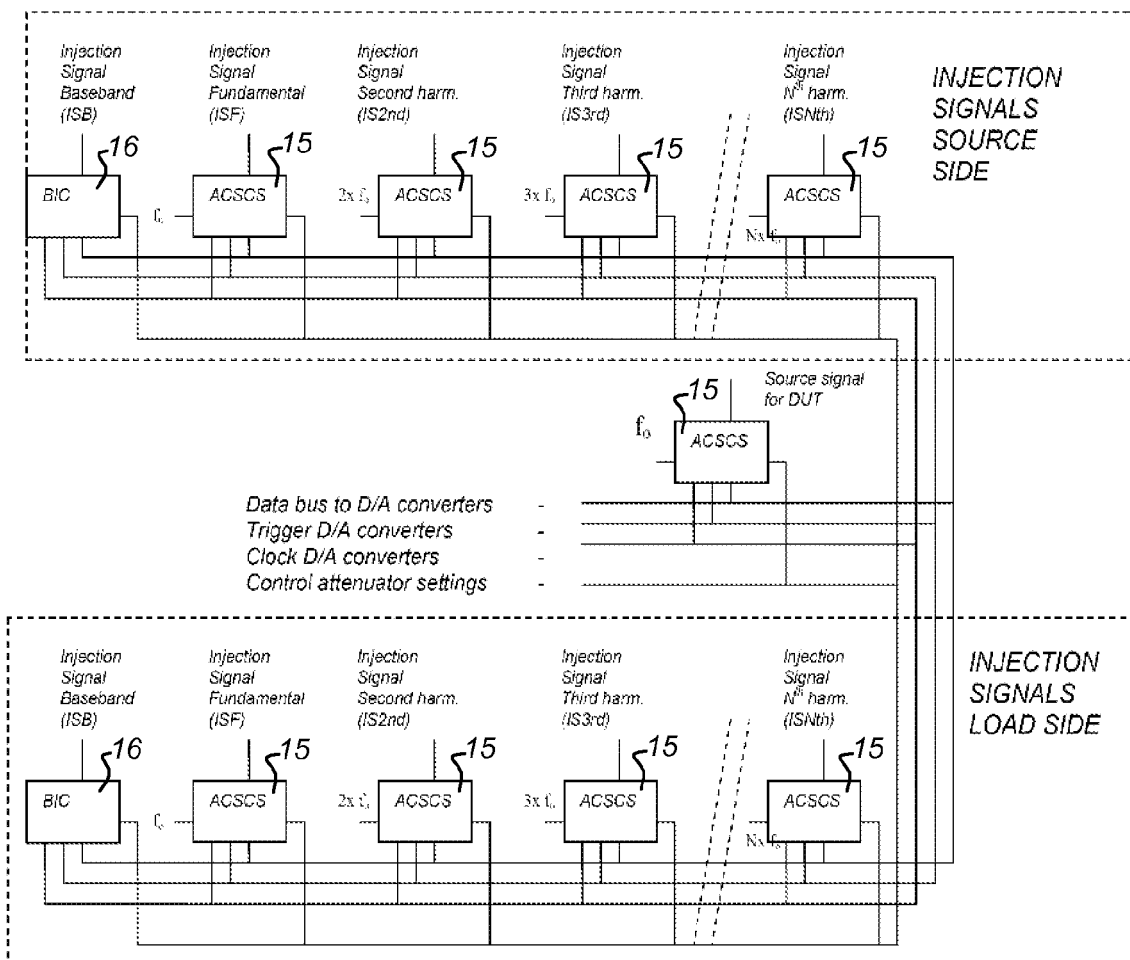 Injection
Signal
Baseband
(ISB)
Injection
Signal
Fundamental
(ISF)
Injection
Signal
Second harm.
(IS2nd)
Injection
Signal
Third harm.
(IS3rd)
Injection
Signal
Nth harm.
(ISNth)
INJECTION
SIGNALS
SOURCE
SIDE
16
15
15
15
15
BIC
f₀
ACSCS
2x f₀
ACSCS
3x f₀
ACSCS
Nx f₀
ACSCS
Source signal
for DUT
15
f₀
ACSCS
Data bus to D/A converters -
Trigger D/A converters -
Clock D/A converters -
Control attenuator settings -
Injection
Signal
Baseband
(ISB)
Injection
Signal
Fundamental
(ISF)
Injection
Signal
Second harm.
(IS2nd)
Injection
Signal
Third harm.
(IS3rd)
Injection
Signal
Nth harm.
(ISNth)
INJECTION
SIGNALS
LOAD SIDE
16
15
15
15
15
BIC
f₀
ACSCS
2x f₀
ACSCS
3x f₀
ACSCS
Nx f₀
ACSCS